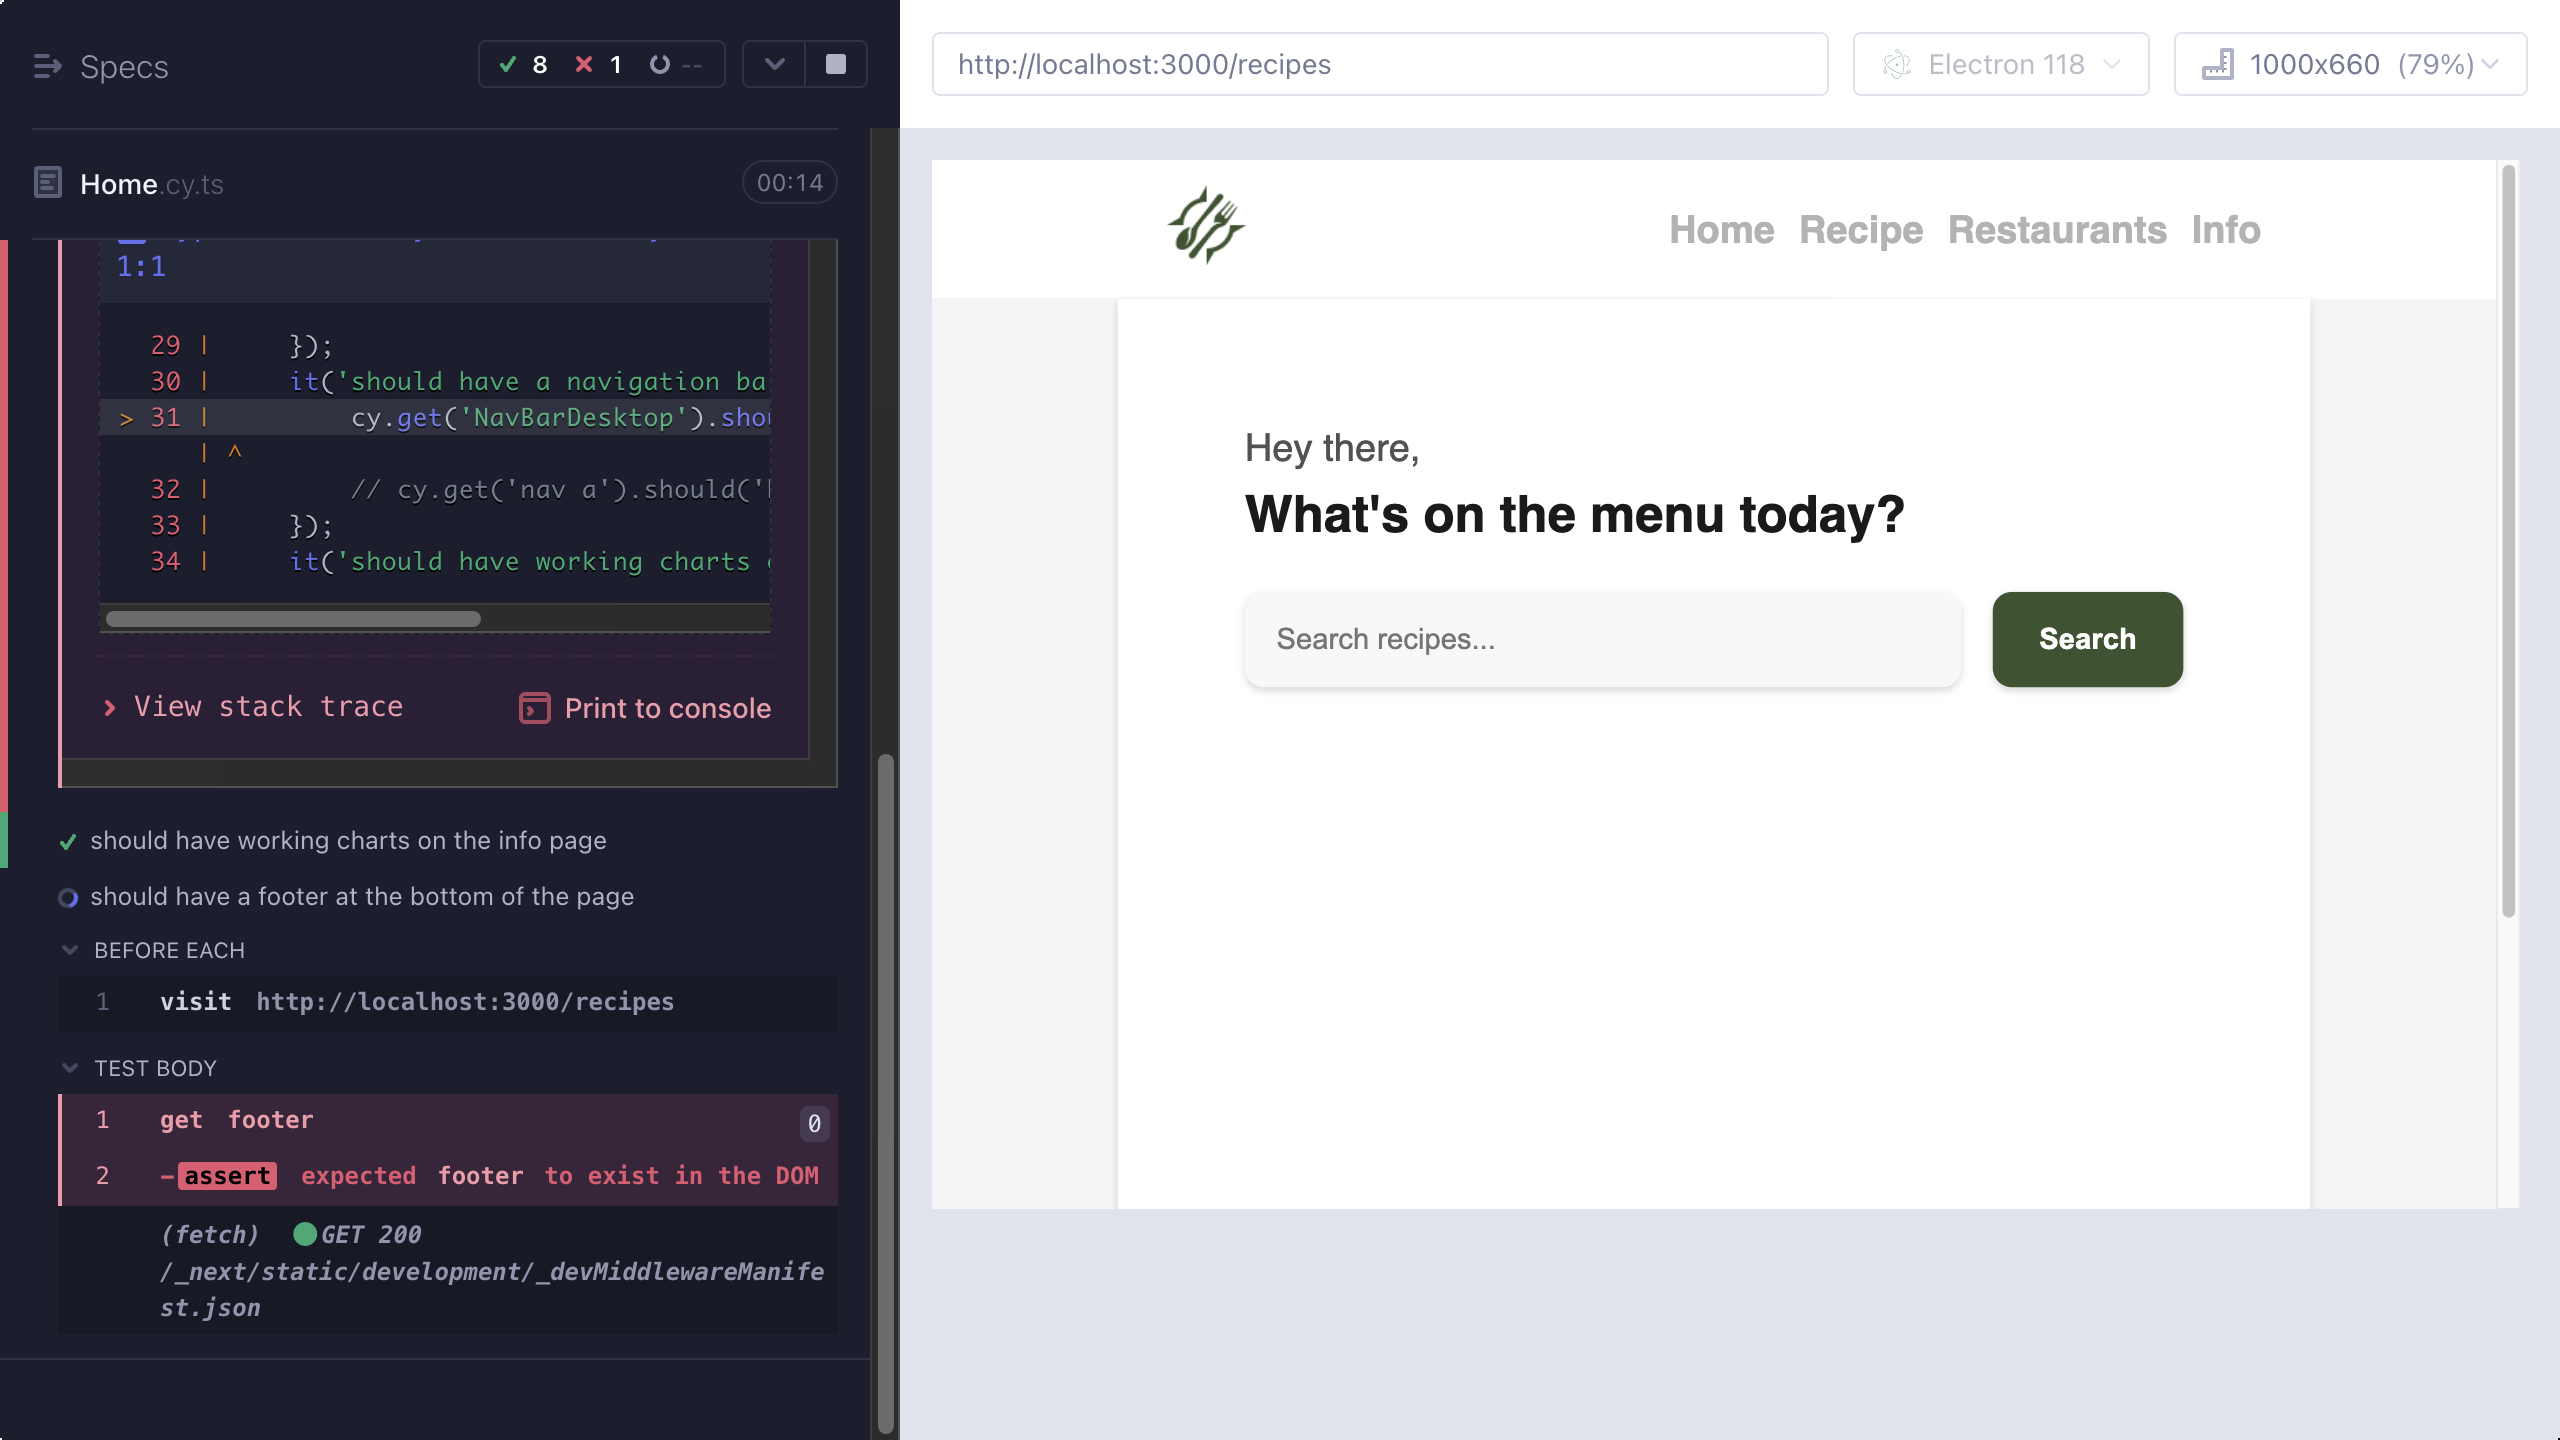 Specs
8 1 --
Home.cy.ts
00:14
1:1
29 | });
30 | it('should have a navigation ba
> 31 | cy.get('NavBarDesktop').shou
| ^
32 | // cy.get('nav a').should('
33 | });
34 | it('should have working charts
View stack trace
Print to console
should have working charts on the info page
should have a footer at the bottom of the page
BEFORE EACH
1 visit http://localhost:3000/recipes
TEST BODY
1 get footer 0
2 -assert expected footer to exist in the DOM
(fetch) GET 200
/_next/static/development/_devMiddlewareManife
st.json
http://localhost:3000/recipes
Electron 118
1000x660 (79%)
Home Recipe Restaurants Info
Hey there,
What's on the menu today?
Search recipes...
Search